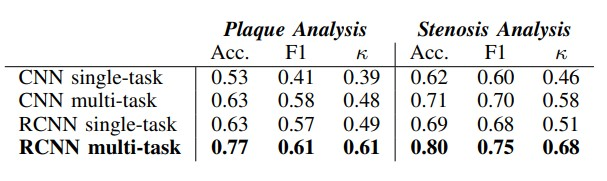 Plaque Analysis Stenosis Analysis
Acc. F1 κ Acc. F1 κ
CNN single-task 0.53 0.41 0.39 0.62 0.60 0.46
CNN multi-task 0.63 0.58 0.48 0.71 0.70 0.58
RCNN single-task 0.63 0.57 0.49 0.69 0.68 0.51
RCNN multi-task 0.77 0.61 0.61 0.80 0.75 0.68